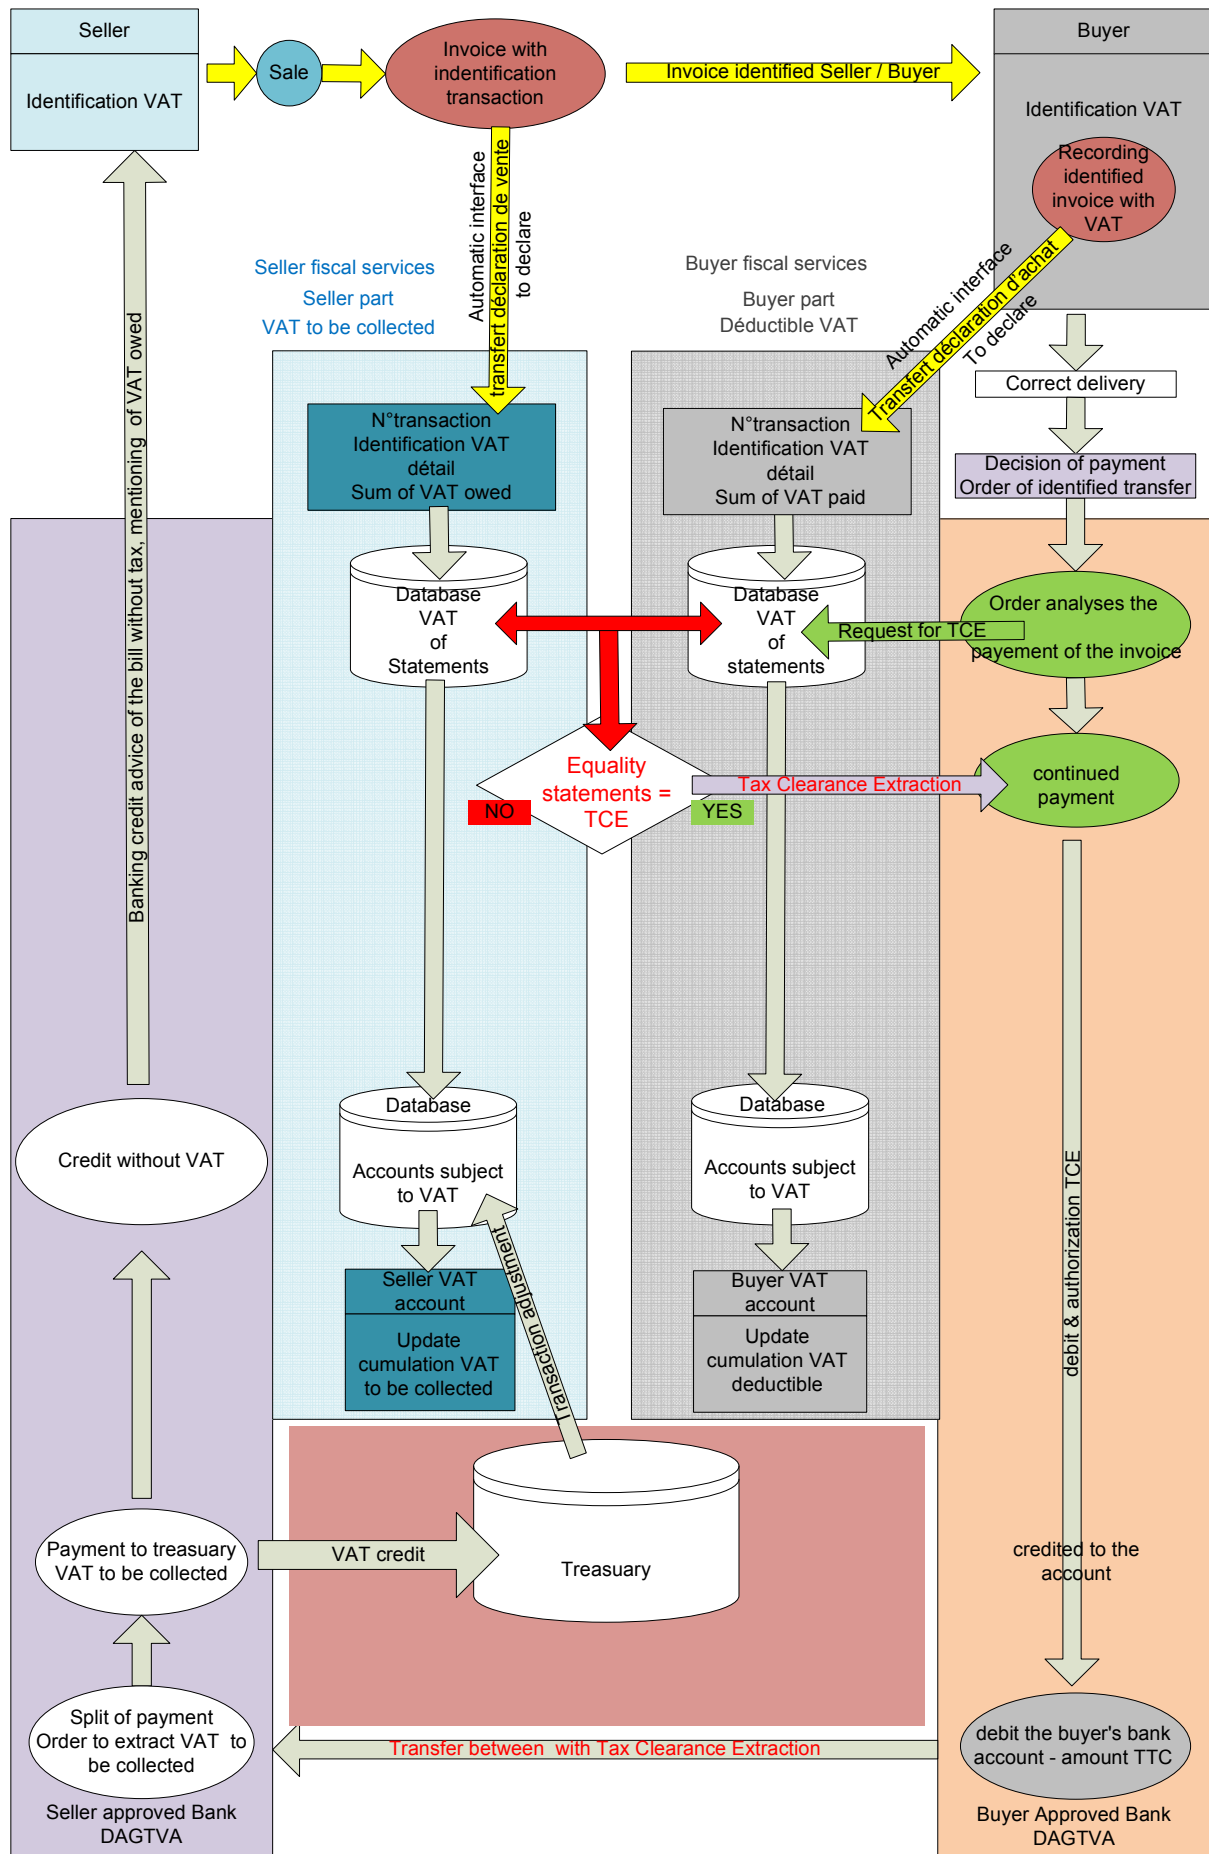 Seller
Identification VAT
Sale
Invoice with
indentification
transaction
Invoice identified Seller / Buyer
Buyer
Identification VAT
Recording
identified
invoice with
VAT
Automatic interface
transfert déclaration de vente
to declare
Automatic interface
Transfert déclaration d'achat
To declare
Seller fiscal services
Seller part
VAT to be collected
Buyer fiscal services
Buyer part
Déductible VAT
Correct delivery
Decision of payment
Order of identified transfer
N°transaction
Identification VAT
détail
Sum of VAT owed
N°transaction
Identification VAT
détail
Sum of VAT paid
Database
VAT
of
Statements
Database
VAT
of
statements
Request for TCE
Order analyses the
payement of the invoice
Equality
statements =
TCE
NO
YES
Tax Clearance Extraction
continued
payment
Banking credit advice of the bill without tax, mentioning of VAT owed
Database
Accounts subject
to VAT
Database
Accounts subject
to VAT
Credit without VAT
debit & authorization TCE
Seller VAT
account
Update
cumulation VAT
to be collected
Buyer VAT
account
Update
cumulation VAT
deductible
Transaction adjustment
Payment to treasuary
VAT to be collected
VAT credit
Treasuary
credited to the
account
Split of payment
Order to extract VAT to
be collected
Transfer between with Tax Clearance Extraction
debit the buyer's bank
account - amount TTC
Seller approved Bank
DAGTVA
Buyer Approved Bank
DAGTVA